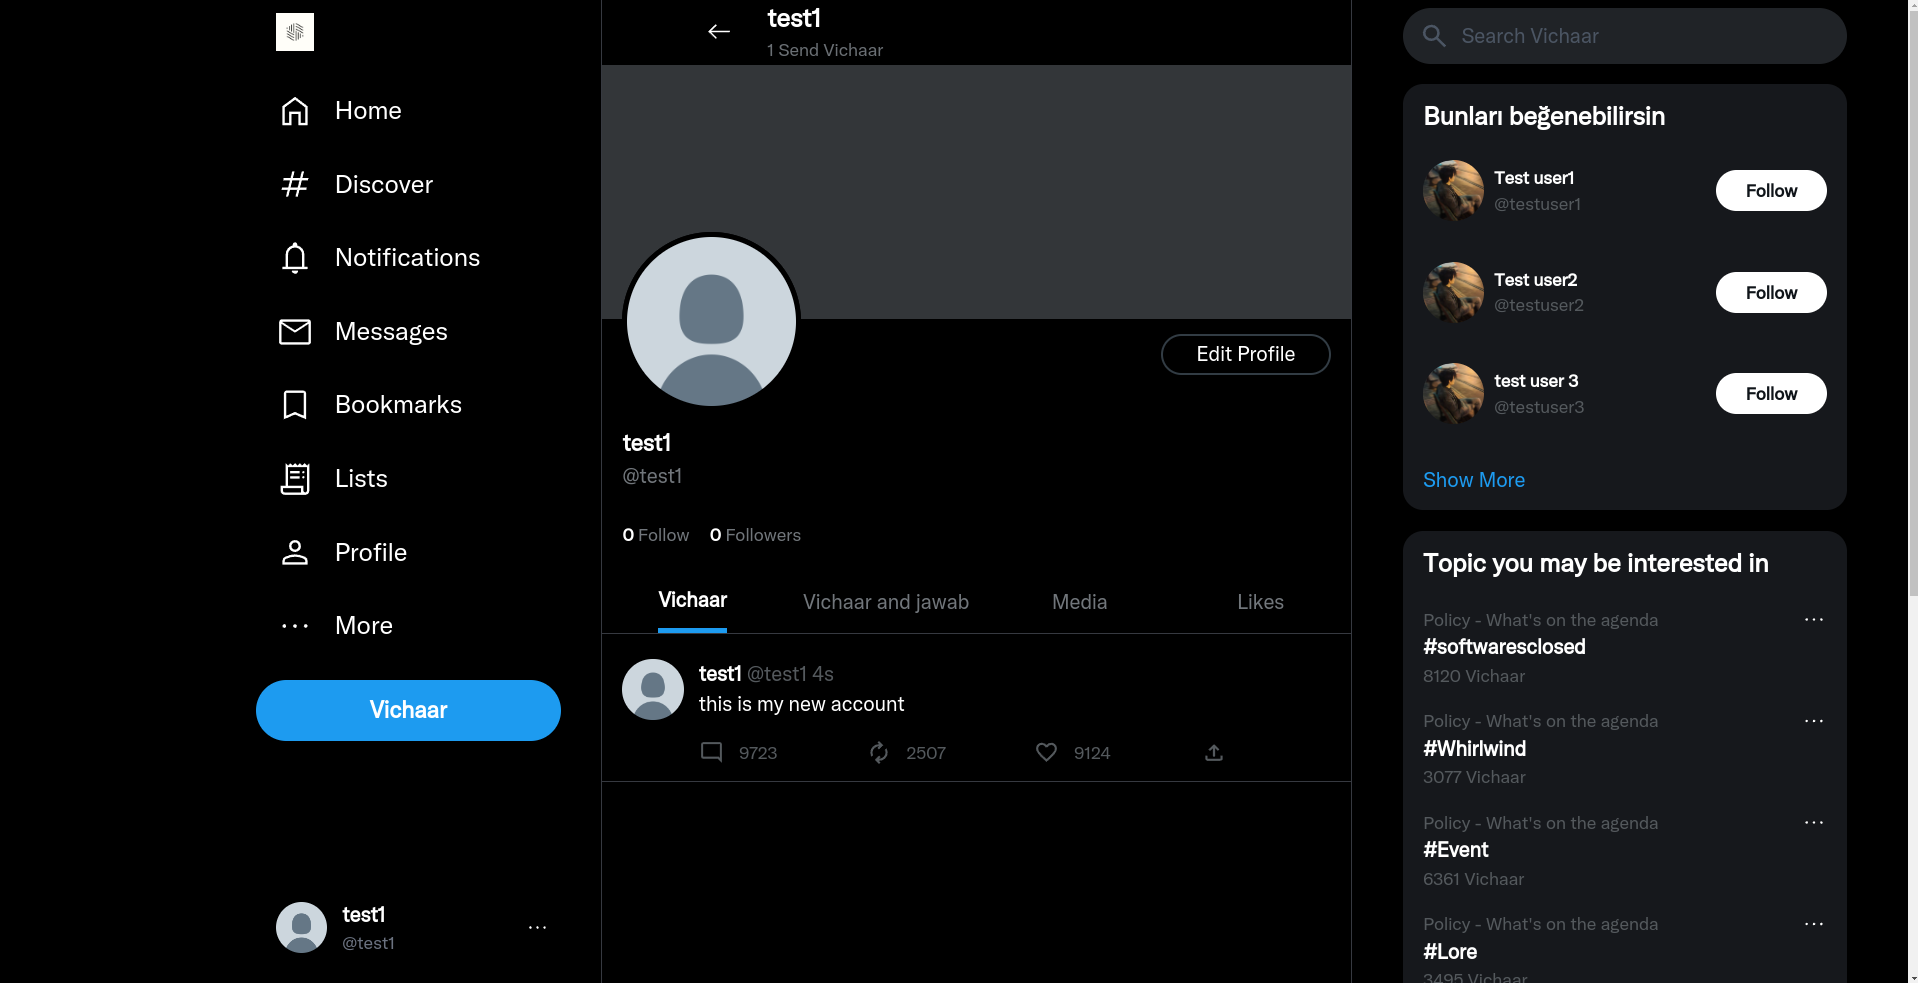 Home
Discover
Notifications
Messages
Bookmarks
Lists
Profile
More
Vichaar
test1
@test1
test1
1 Send Vichaar
Edit Profile
test1
@test1
0 Follow 0 Followers
Vichaar Vichaar and jawab Media Likes
test1 @test1 4s
this is my new account
9723 2507 9124
Search Vichaar
Bunları beğenebilirsin
Test user1
@testuser1
Follow
Test user2
@testuser2
Follow
test user 3
@testuser3
Follow
Show More
Topic you may be interested in
Policy - What's on the agenda
#softwaresclosed
8120 Vichaar
Policy - What's on the agenda
#Whirlwind
3077 Vichaar
Policy - What's on the agenda
#Event
6361 Vichaar
Policy - What's on the agenda
#Lore
3495 Vichaar